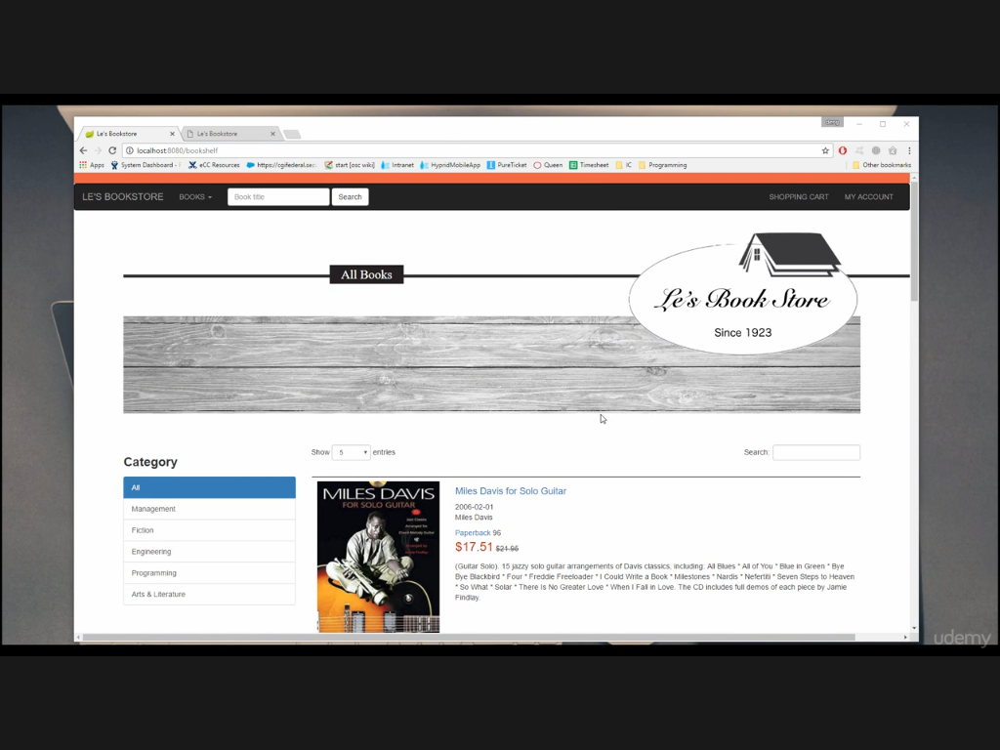 Le's Bookstore
Le's Bookstore
localhost:8080/bookshelf
Apps System Dashboard - eCC Resources https://cgifederal.sec start [osc wiki] Intranet HypridMobileApp PureTicket Queen Timesheet IC Programming Other bookmarks
LE'S BOOKSTORE BOOKS Book title Search SHOPPING CART MY ACCOUNT
All Books
Le's Book Store
Since 1923
Show 5 entries Search:
Category
All
Management
Fiction
Engineering
Programming
Arts & Literature
MILES DAVIS
FOR SOLO GUITAR
Miles Davis for Solo Guitar
2006-02-01
Miles Davis
Paperback 96
$17.51 $21.95
(Guitar Solo). 15 jazzy solo guitar arrangements of Davis classics, including: All Blues * All of You * Blue in Green * Bye
Bye Blackbird * Four * Freddie Freeloader * I Could Write a Book * Milestones * Nardis * Nefertiti * Seven Steps to Heaven
* So What * Solar * There Is No Greater Love * When I Fall in Love. The CD includes full demos of each piece by Jamie
Findlay.
udemy